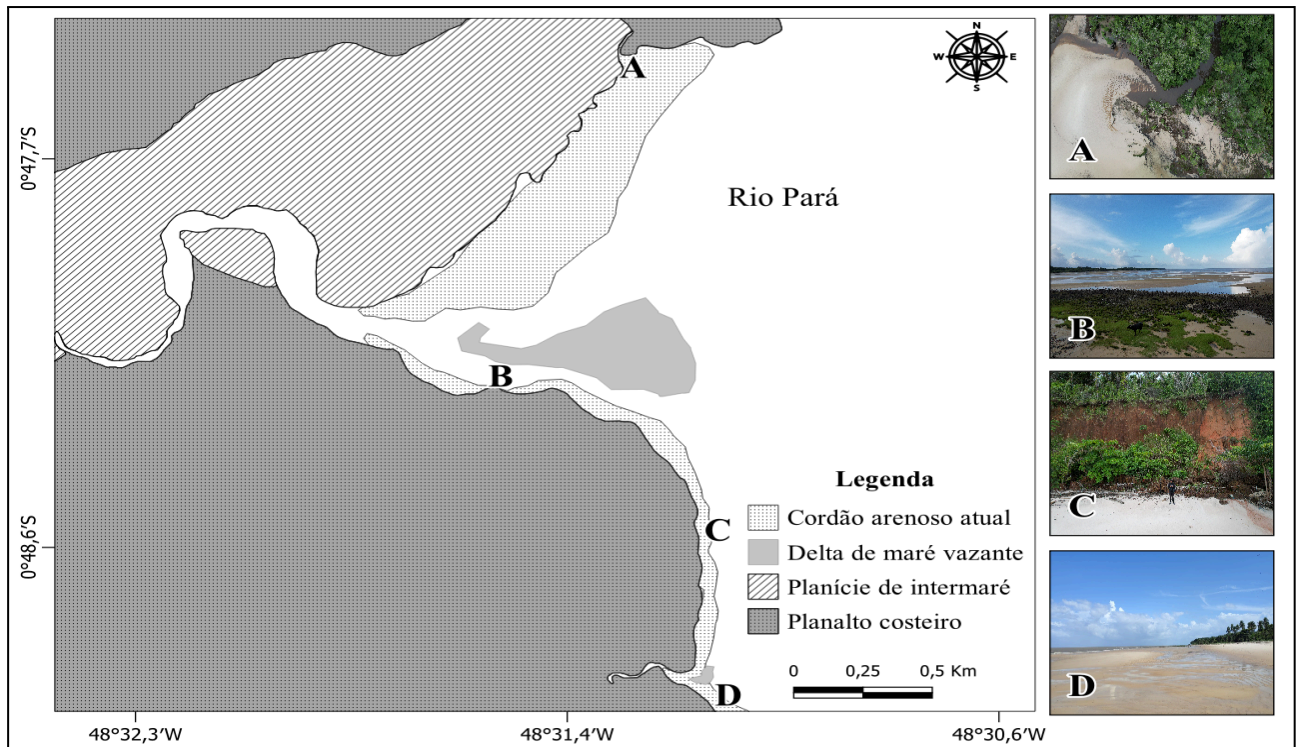 N
W
E
S
A
0°47,7'S
Rio Pará
B
Legenda
Cordão arenoso atual
Delta de maré vazante
Planície de intermaré
Planalto costeiro
C
0°48,6'S
0
0,25
0,5 Km
D
48°32,3'W
48°31,4'W
48°30,6'W
A
B
C
D